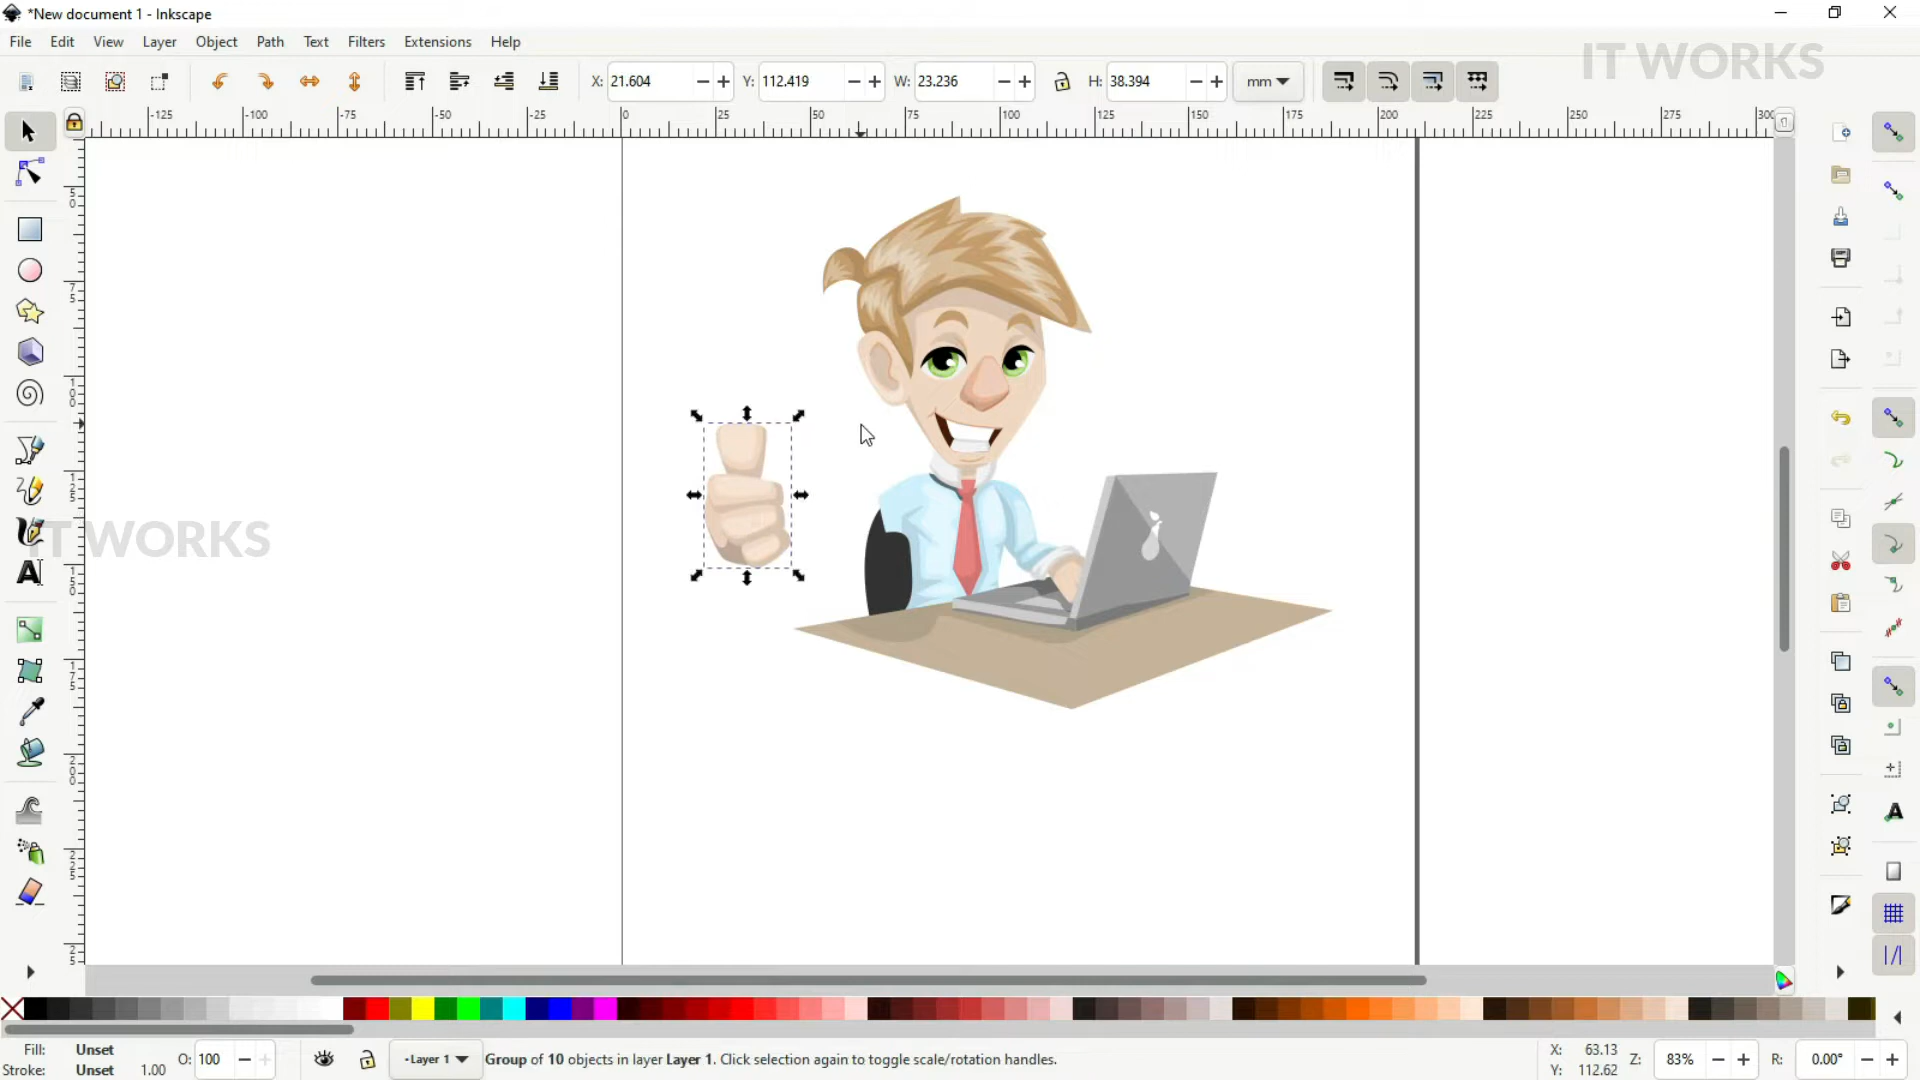 *New document 1 - Inkscape
File Edit View Layer Object Path Text Filters Extensions Help
IT WORKS
X: 21.604 Y: 112.419 W: 23.236 H: 38.394 mm
-125 -100 -75 -50 -25 0 25 50 75 100 125 150 175 200 225 250 275 300
IT WORKS
Fill: Unset
Stroke: Unset 1.00
O: 100
-Layer 1
Group of 10 objects in layer Layer 1. Click selection again to toggle scale/rotation handles.
X: 63.13
Y: 112.62
Z: 83%
R: 0.00°